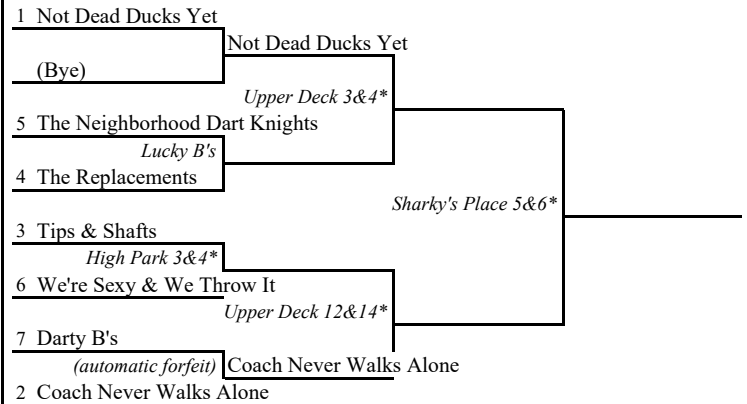 1 Not Dead Ducks Yet
Not Dead Ducks Yet
(Bye)
Upper Deck 3&4*
5 The Neighborhood Dart Knights
Lucky B's
4 The Replacements
Sharky's Place 5&6*
3 Tips & Shafts
High Park 3&4*
6 We're Sexy & We Throw It
Upper Deck 12&14*
7 Darty B's
(automatic forfeit) Coach Never Walks Alone
2 Coach Never Walks Alone